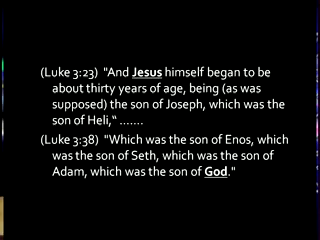 (Luke 3:23)  "And Jesus himself began to be
about thirty years of age, being (as was
supposed) the son of Joseph, which was the
son of Heli,“ …….
(Luke 3:38)  "Which was the son of Enos, which
was the son of Seth, which was the son of
Adam, which was the son of God."